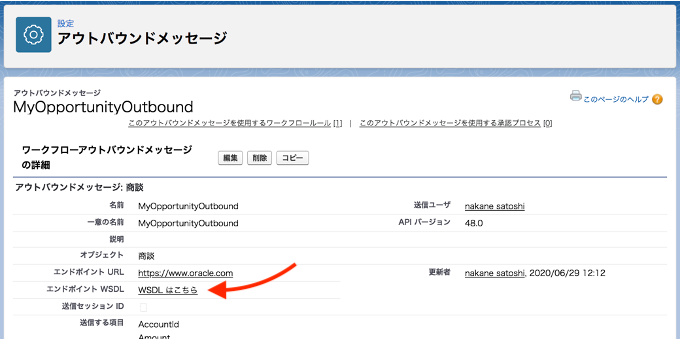 設定
アウトバウンドメッセージ
アウトバウンドメッセージ
MyOpportunityOutbound
このページのヘルプ ?
このアウトバウンドメッセージを使用するワークフロールール [1] | このアウトバウンドメッセージを使用する承認プロセス [0]
ワークフローアウトバウンドメッセージ
の詳細
編集 削除 コピー
アウトバウンドメッセージ: 商談
名前 MyOpportunityOutbound 送信ユーザ nakane satoshi
一意の名前 MyOpportunityOutbound API バージョン 48.0
説明
オブジェクト 商談
エンドポイント URL https://www.oracle.com 更新者 nakane satoshi, 2020/06/29 12:12
エンドポイント WSDL WSDL はこちら
送信セッション ID
送信する項目 AccountId
Amount